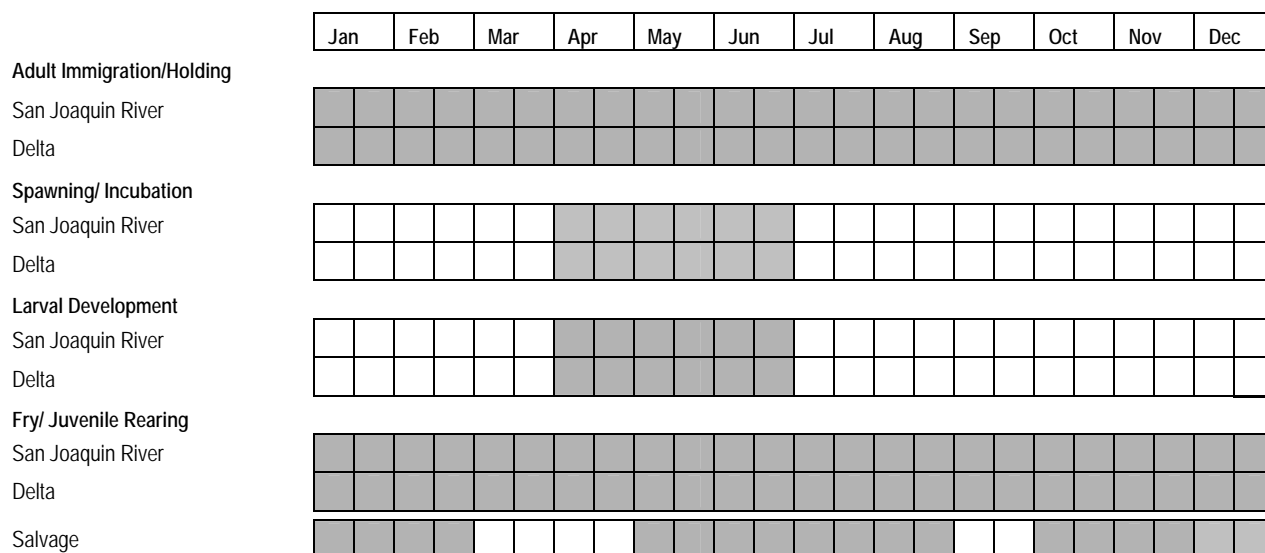 Jan Feb Mar Apr May Jun Jul Aug Sep Oct Nov Dec
Adult Immigration/Holding
San Joaquin River
Delta
Spawning/ Incubation
San Joaquin River
Delta
Larval Development
San Joaquin River
Delta
Fry/ Juvenile Rearing
San Joaquin River
Delta
Salvage